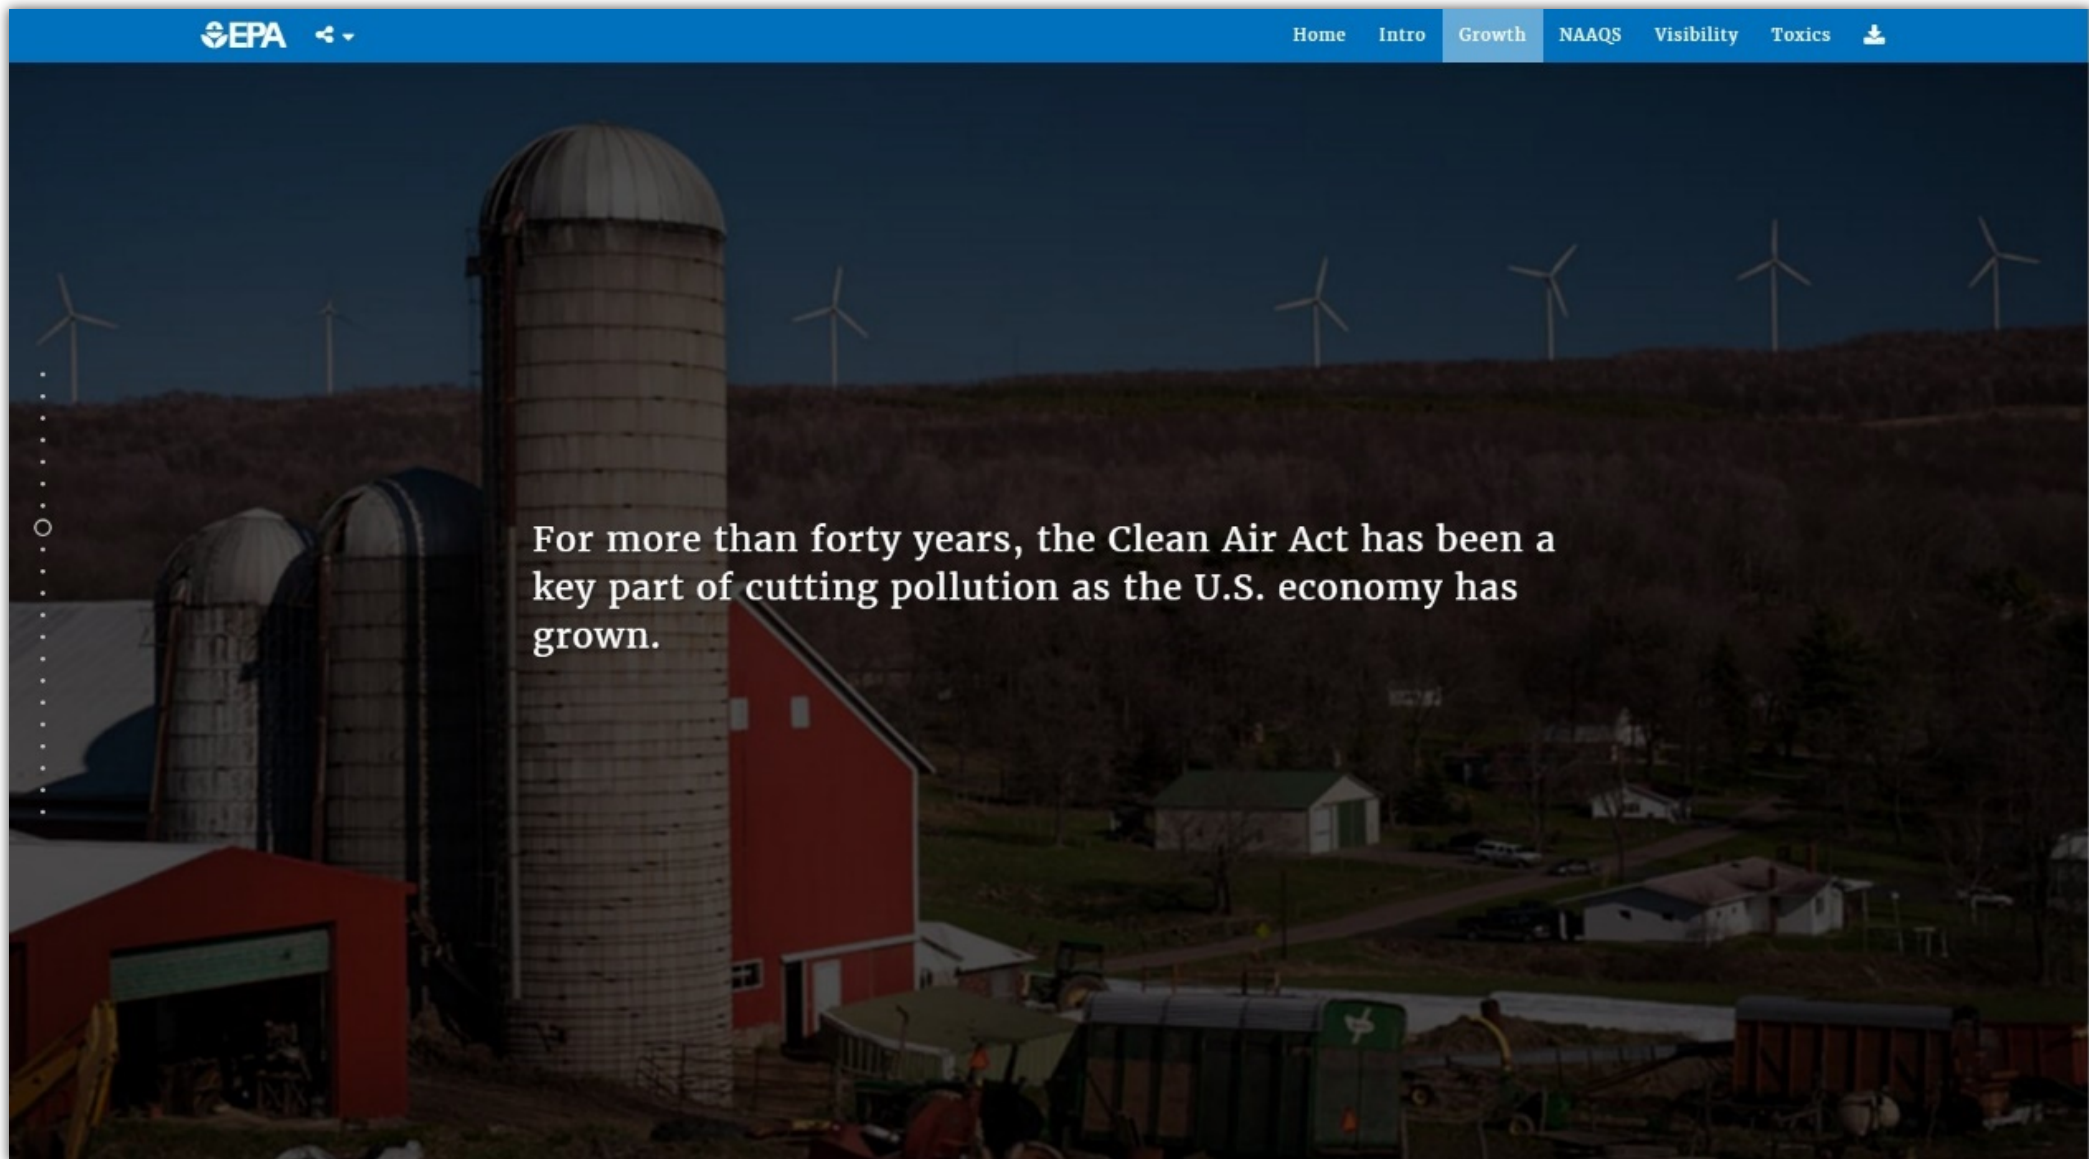 EPA
Home Intro Growth NAAQS Visibility Toxics
For more than forty years, the Clean Air Act has been a
key part of cutting pollution as the U.S. economy has
grown.